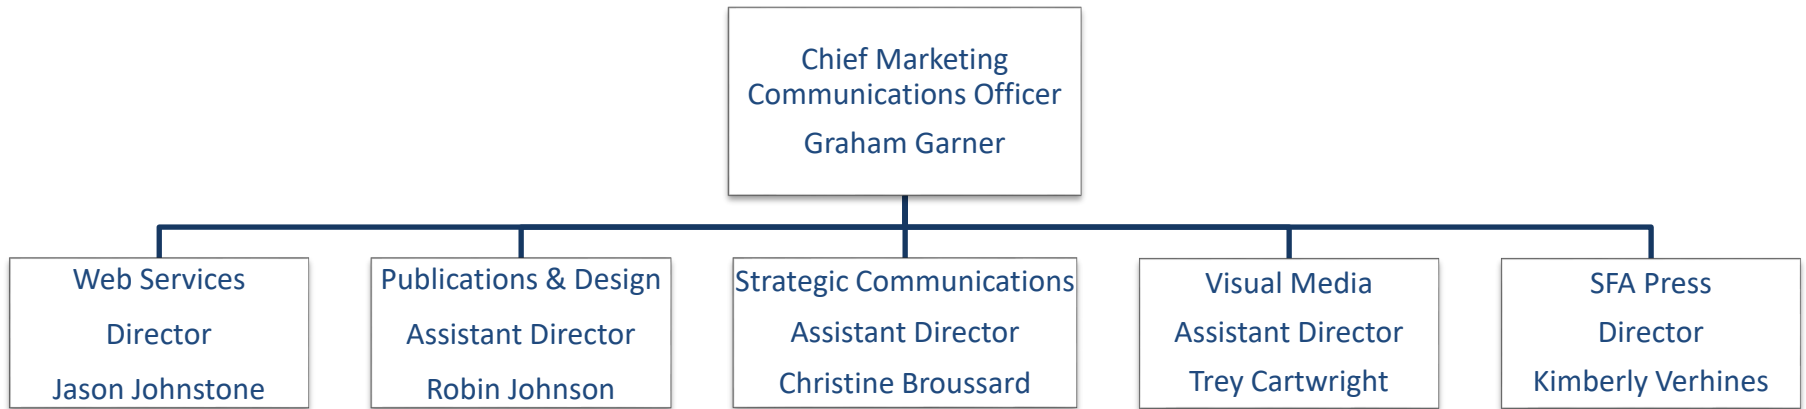 Chief Marketing
Communications Officer
Graham Garner
Web Services
Director
Jason Johnstone
Publications & Design
Assistant Director
Robin Johnson
Strategic Communications
Assistant Director
Christine Broussard
Visual Media
Assistant Director
Trey Cartwright
SFA Press
Director
Kimberly Verhines